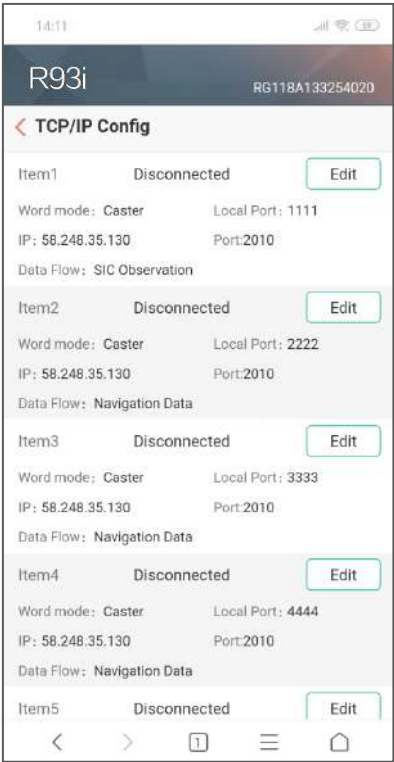 14:11
R93i
RG118A133254020
TCP/IP Config
Item1 Disconnected Edit
Word mode: Caster Local Port: 1111
IP: 58.248.35.130 Port:2010
Data Flow: SIC Observation
Item2 Disconnected Edit
Word mode: Caster Local Port: 2222
IP: 58.248.35.130 Port:2010
Data Flow: Navigation Data
Item3 Disconnected Edit
Word mode: Caster Local Port: 3333
IP: 58.248.35.130 Port:2010
Data Flow: Navigation Data
Item4 Disconnected Edit
Word mode: Caster Local Port: 4444
IP: 58.248.35.130 Port:2010
Data Flow: Navigation Data
Item5 Disconnected Edit
1